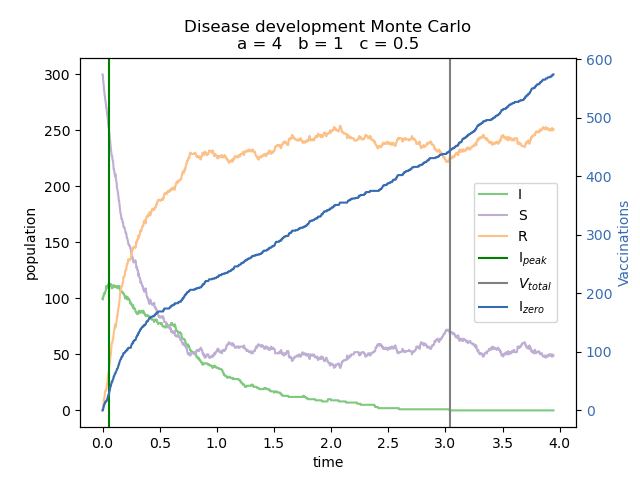 Disease development Monte Carlo
a = 4 b = 1 c = 0.5
300
250
200
150
100
50
0
population
600
500
400
300
200
100
0
Vaccinations
I
S
R
I_peak
V_total
I_zero
0.0 0.5 1.0 1.5 2.0 2.5 3.0 3.5 4.0
time